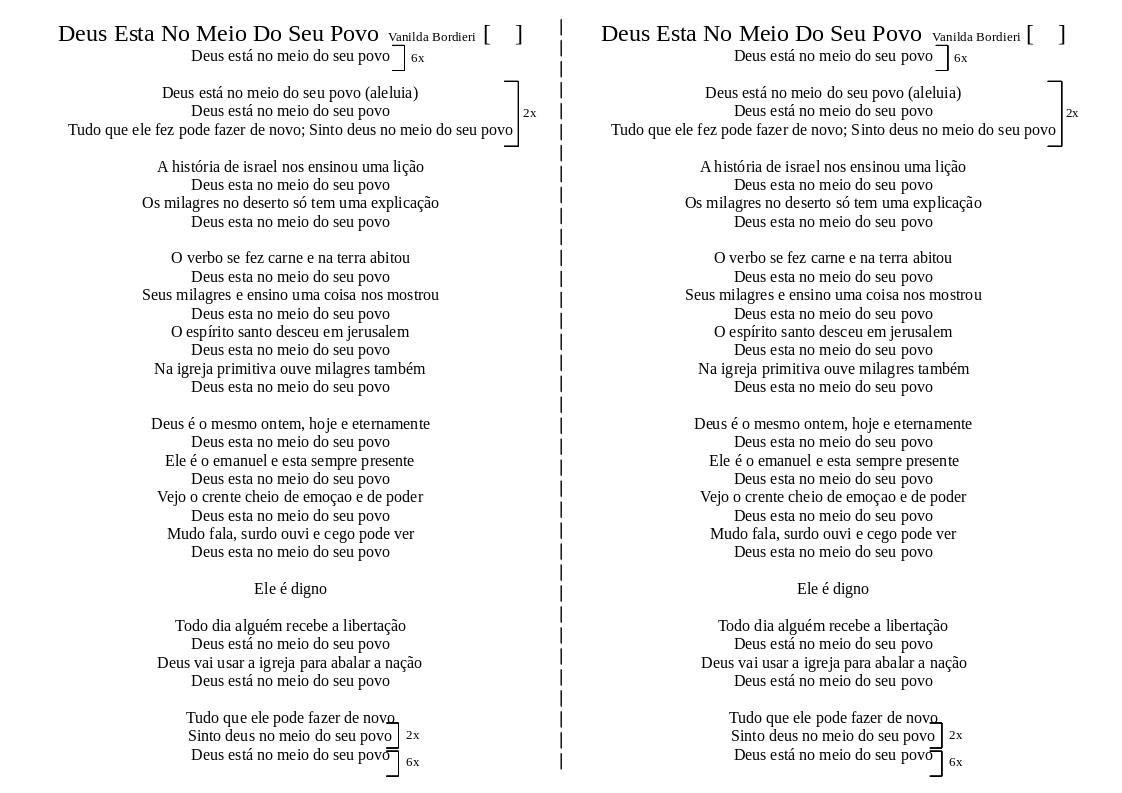 Deus Esta No Meio Do Seu Povo Vanilda Bordieri [ ]
Deus está no meio do seu povo 6x
Deus está no meio do seu povo (aleluia)
Deus está no meio do seu povo
2x
Tudo que ele fez pode fazer de novo; Sinto deus no meio do seu povo
A história de israel nos ensinou uma lição
Deus esta no meio do seu povo
Os milagres no deserto só tem uma explicação
Deus esta no meio do seu povo
O verbo se fez carne e na terra abitou
Deus esta no meio do seu povo
Seus milagres e ensino uma coisa nos mostrou
Deus esta no meio do seu povo
O espírito santo desceu em jerusalem
Deus esta no meio do seu povo
Na igreja primitiva ouve milagres também
Deus esta no meio do seu povo
Deus é o mesmo ontem, hoje e eternamente
Deus esta no meio do seu povo
Ele é o emanuel e esta sempre presente
Deus esta no meio do seu povo
Vejo o crente cheio de emoçao e de poder
Deus esta no meio do seu povo
Mudo fala, surdo ouvi e cego pode ver
Deus esta no meio do seu povo
Ele é digno
Todo dia alguém recebe a libertação
Deus está no meio do seu povo
Deus vai usar a igreja para abalar a nação
Deus está no meio do seu povo
Tudo que ele pode fazer de novo
Sinto deus no meio do seu povo 2x
Deus está no meio do seu povo 6x
Deus Esta No Meio Do Seu Povo Vanilda Bordieri [ ]
Deus está no meio do seu povo 6x
Deus está no meio do seu povo (aleluia)
Deus está no meio do seu povo
2x
Tudo que ele fez pode fazer de novo; Sinto deus no meio do seu povo
A história de israel nos ensinou uma lição
Deus esta no meio do seu povo
Os milagres no deserto só tem uma explicação
Deus esta no meio do seu povo
O verbo se fez carne e na terra abitou
Deus esta no meio do seu povo
Seus milagres e ensino uma coisa nos mostrou
Deus esta no meio do seu povo
O espírito santo desceu em jerusalem
Deus esta no meio do seu povo
Na igreja primitiva ouve milagres também
Deus esta no meio do seu povo
Deus é o mesmo ontem, hoje e eternamente
Deus esta no meio do seu povo
Ele é o emanuel e esta sempre presente
Deus esta no meio do seu povo
Vejo o crente cheio de emoçao e de poder
Deus esta no meio do seu povo
Mudo fala, surdo ouvi e cego pode ver
Deus esta no meio do seu povo
Ele é digno
Todo dia alguém recebe a libertação
Deus está no meio do seu povo
Deus vai usar a igreja para abalar a nação
Deus está no meio do seu povo
Tudo que ele pode fazer de novo
Sinto deus no meio do seu povo 2x
Deus está no meio do seu povo 6x